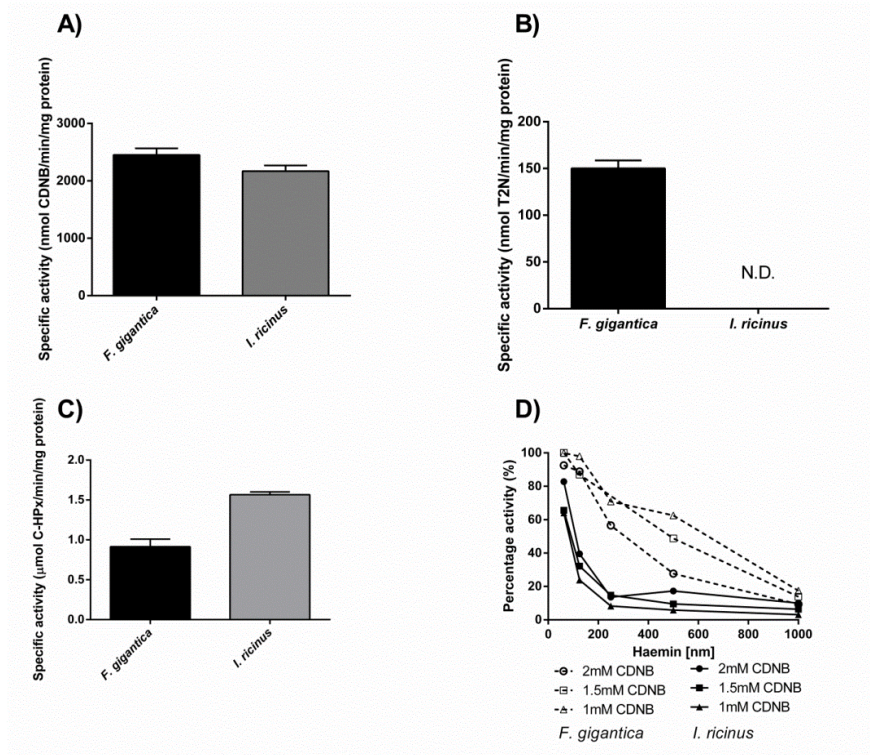 A)
Specific activity (nmol CDNB/min/mg protein)
3000
2000
1000
0
F. gigantica
I. ricinus
B)
Specific activity (nmol T2N/min/mg protein)
200
150
100
50
0
N.D.
F. gigantica
I. ricinus
C)
Specific activity (μmol C-HPx/min/mg protein)
2.0
1.5
1.0
0.5
0.0
F. gigantica
I. ricinus
D)
Percentage activity (%)
100
80
60
40
20
0
0 200 400 600 800 1000
Haemin [nm]
2mM CDNB
1.5mM CDNB
1mM CDNB
F. gigantica
2mM CDNB
1.5mM CDNB
1mM CDNB
I. ricinus